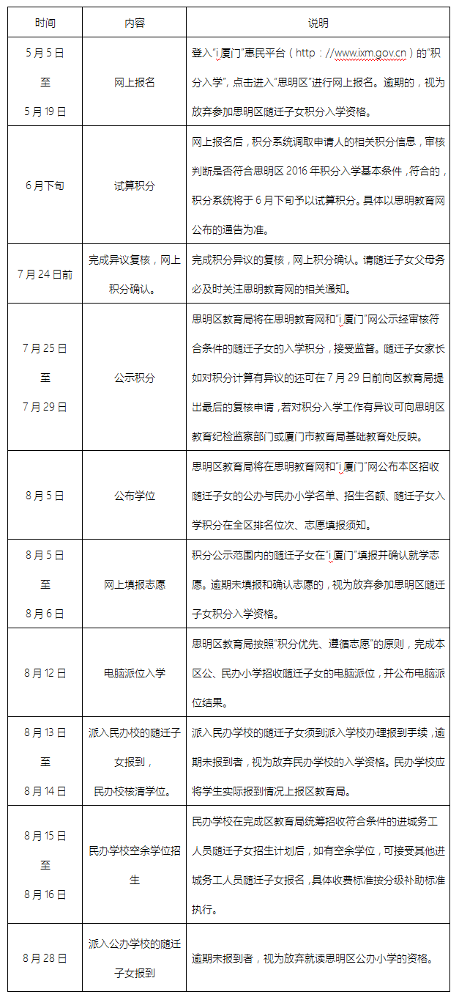 时间
内容
说明
5月5日
至
5月19日
网上报名
登入“i厦门”惠民平台（http：//www.ixm.gov.cn）的“积
分入学”，点击进入“思明区”进行网上报名。逾期的，视为
放弃参加思明区随迁子女积分入学资格。
6月下旬
试算积分
网上报名后，积分系统调取申请人的相关积分信息，审核
判断是否符合思明区2016年积分入学基本条件，符合的，
积分系统将于6月下旬予以试算积分。具体以思明教育网
公布的通告为准。
7月24日前
完成异议复核，网上
积分确认。
完成积分异议的复核，网上积分确认。请随迁子女父母务
必及时关注思明教育网的相关通知。
7月25日
至
7月29日
公示积分
思明区教育局将在思明教育网和“i厦门”网公示经审核符
合条件的随迁子女的入学积分，接受监督。随迁子女家长
如对积分计算有异议的还可在7月29日前向区教育局提
出最后的复核申请，若对积分入学工作有异议可向思明区
教育纪检监察部门或厦门市教育局基础教育处反映。
8月5日
公布学位
思明区教育局将在思明教育网和“i厦门”网公布本区招收
随迁子女的公办与民办小学名单、招生名额、随迁子女入
学积分在全区排名位次、志愿填报须知。
8月5日
至
8月6日
网上填报志愿
积分公示范围内的随迁子女在“i厦门”填报并确认就学志
愿。逾期未填报和确认志愿的，视为放弃参加思明区随迁
子女积分入学资格。
8月12日
电脑派位入学
思明区教育局按照“积分优先、遵循志愿”的原则，完成本
区公、民办小学招收随迁子女的电脑派位，并公布电脑派
位结果。
8月13日
至
8月14日
派入民办校的随迁子
女报到，
民办校核清学位。
派入民办学校的随迁子女须到派入学校办理报到手续，逾
期未报到者，视为放弃民办学校的入学资格。民办学校应
将学生实际报到情况上报区教育局。
8月15日
至
8月16日
民办学校空余学位招
生
民办学校在完成区教育局统筹招收符合条件的进城务工
人员随迁子女招生计划后，如有空余学位，可接受其他进
城务工人员随迁子女报名，具体收费标准按分级补助标准
执行。
8月28日
派入公办学校的随迁
子女报到
逾期未报到者，视为放弃就读思明区公办小学的资格。